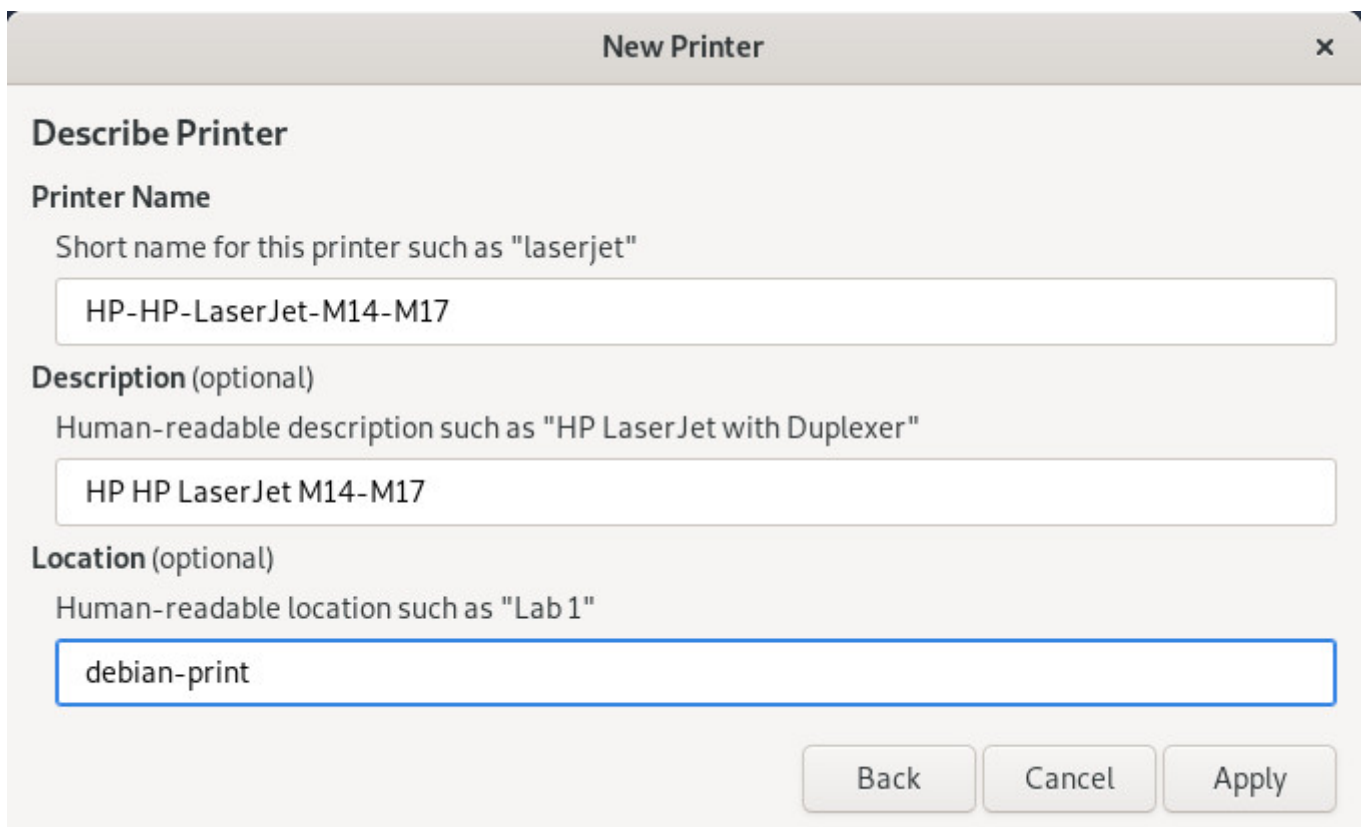 New Printer ×
Describe Printer
Printer Name
Short name for this printer such as "laserjet"
HP-HP-LaserJet-M14-M17
Description (optional)
Human-readable description such as "HP LaserJet with Duplexer"
HP HP LaserJet M14-M17
Location (optional)
Human-readable location such as "Lab 1"
debian-print
Back Cancel Apply